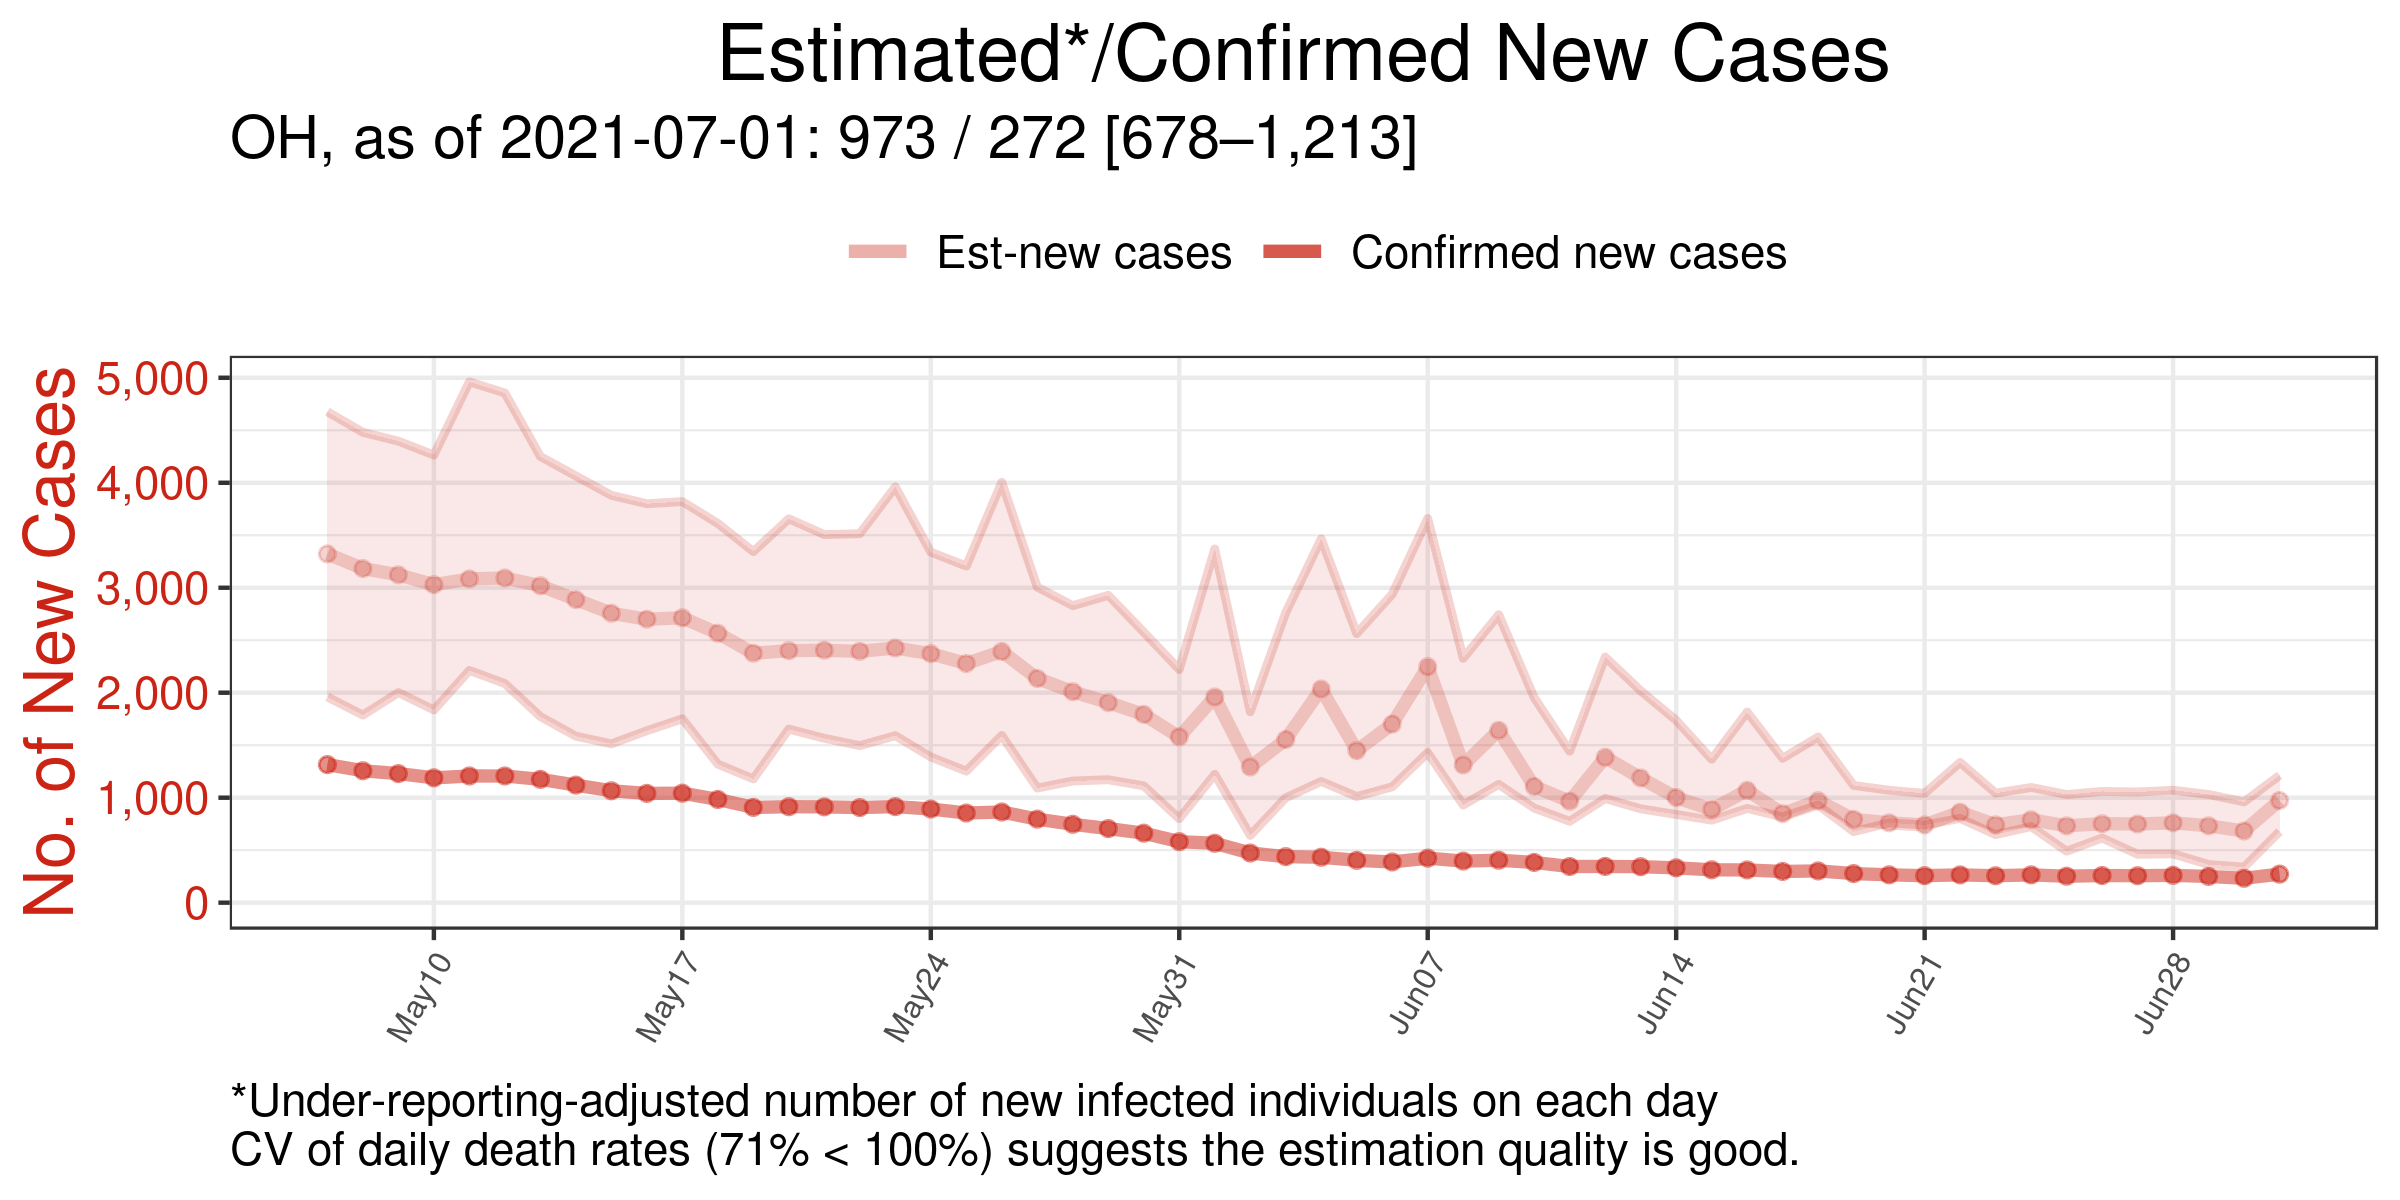 Estimated*/Confirmed New Cases
OH, as of 2021-07-01: 973 / 272 [678–1,213]
Est-new cases Confirmed new cases
No. of New Cases
5,000
4,000
3,000
2,000
1,000
0
May10 May17 May24 May31 Jun07 Jun14 Jun21 Jun28
*Under-reporting-adjusted number of new infected individuals on each day
CV of daily death rates (71% < 100%) suggests the estimation quality is good.